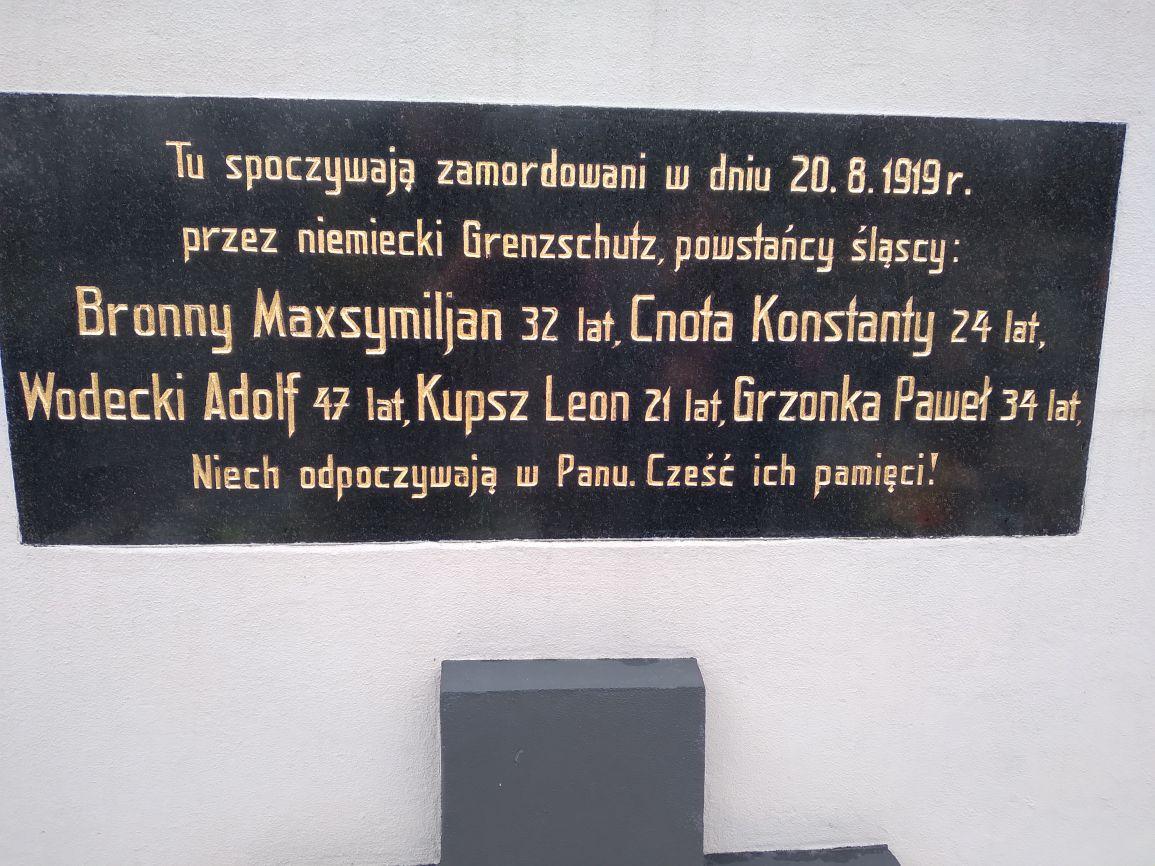 Tu spoczywają zamordowani w dniu 20. 8. 1919 r.
przez niemiecki Grenzschutz, powstańcy śląscy:
Bronny Maxsymiljan 32 lat, Cnota Konstanty 24 lat,
Wodecki Adolf 47 lat, Kupsz Leon 21 lat, Grzonka Paweł 34 lat,
Niech odpoczywają w Panu. Cześć ich pamięci!